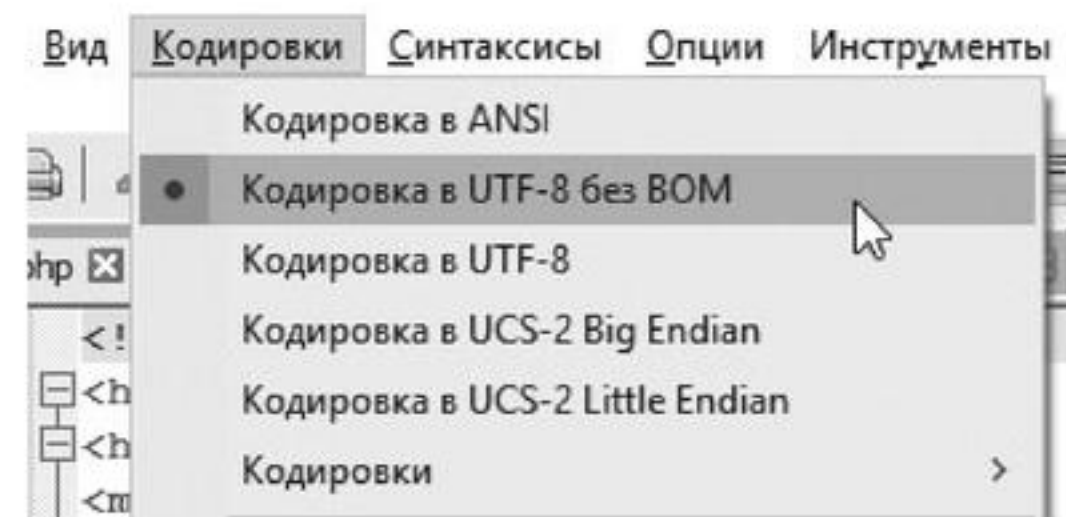 Вид Кодировки Синтаксисы Опции Инструменты
Кодировка в ANSI
Кодировка в UTF-8 без BOM
php
Кодировка в UTF-8
<!
Кодировка в UCS-2 Big Endian
<h
Кодировка в UCS-2 Little Endian
<h
Кодировки
<m